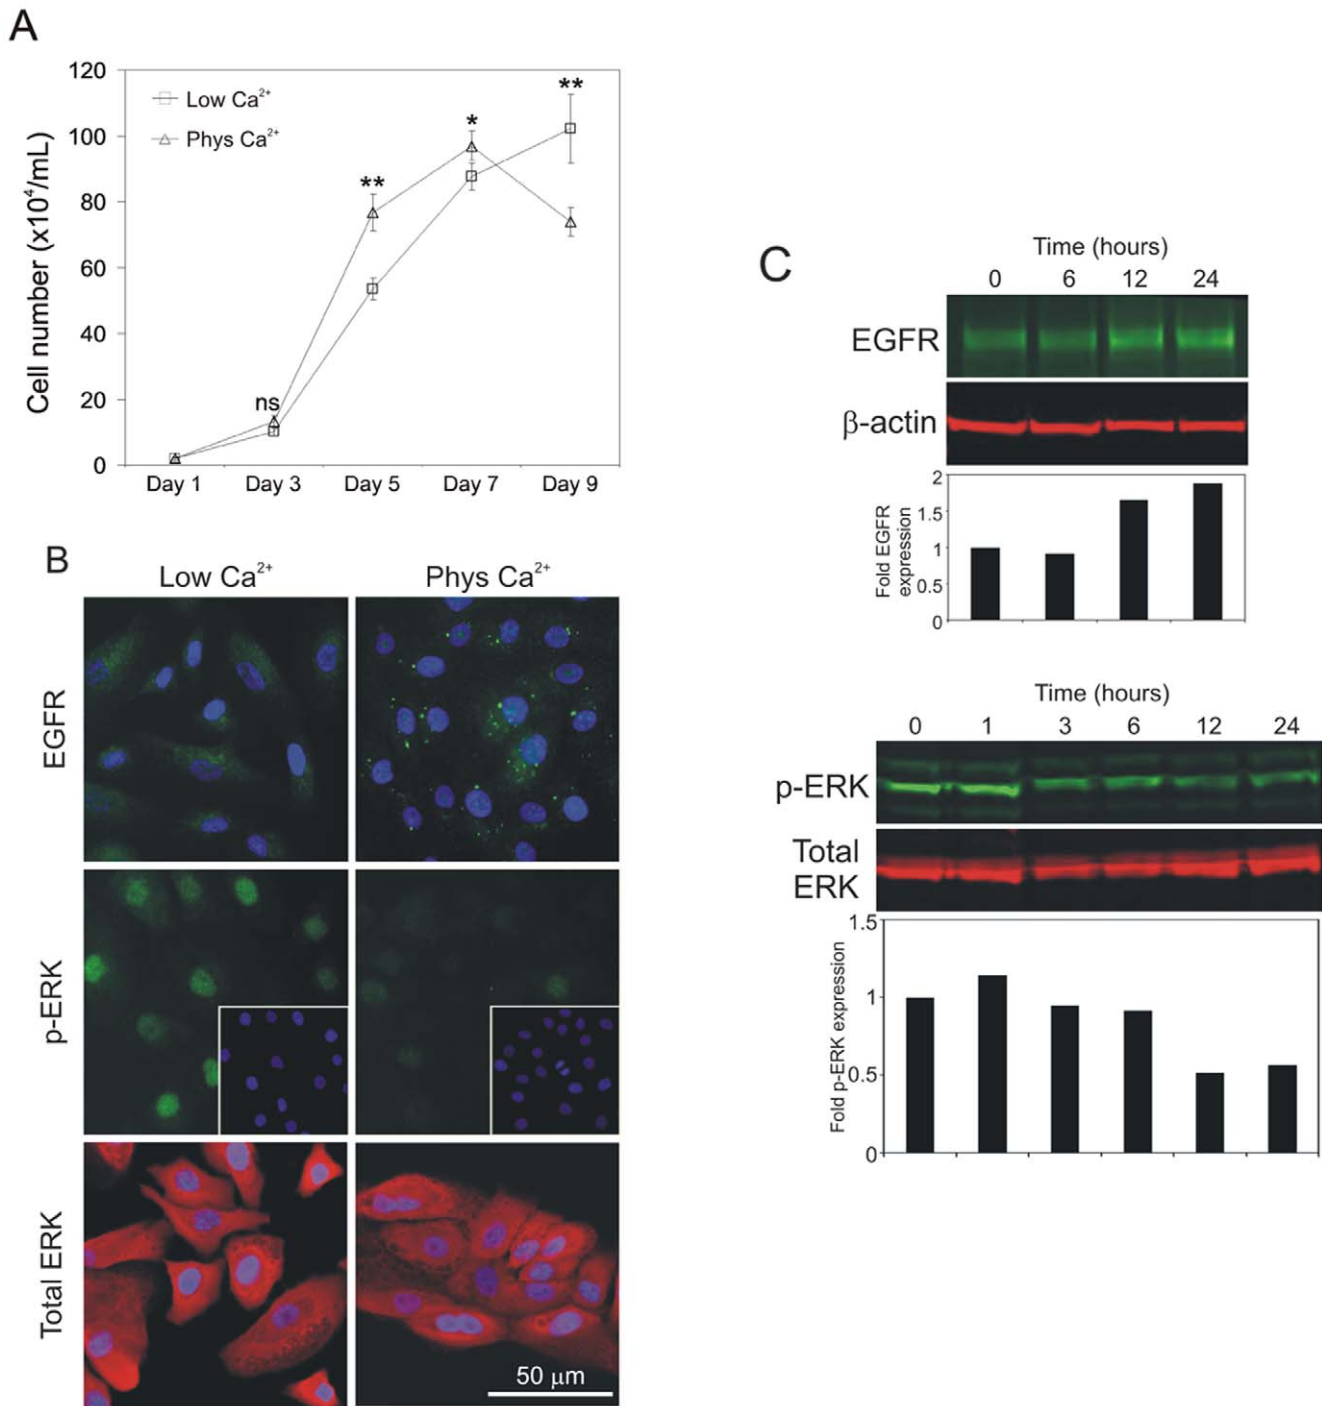 A
120
100
80
60
40
20
0
Cell number (x10⁴/mL)
Low Ca²⁺
Phys Ca²⁺
ns
**
*
**
Day 1 Day 3 Day 5 Day 7 Day 9
B
Low Ca²⁺ Phys Ca²⁺
EGFR
p-ERK
Total ERK
50 μm
C
Time (hours)
0 6 12 24
EGFR
β-actin
Fold EGFR
expression
2
1.5
1
0.5
0
Time (hours)
0 1 3 6 12 24
p-ERK
Total
ERK
Fold p-ERK expression
1.5
1
0.5
0